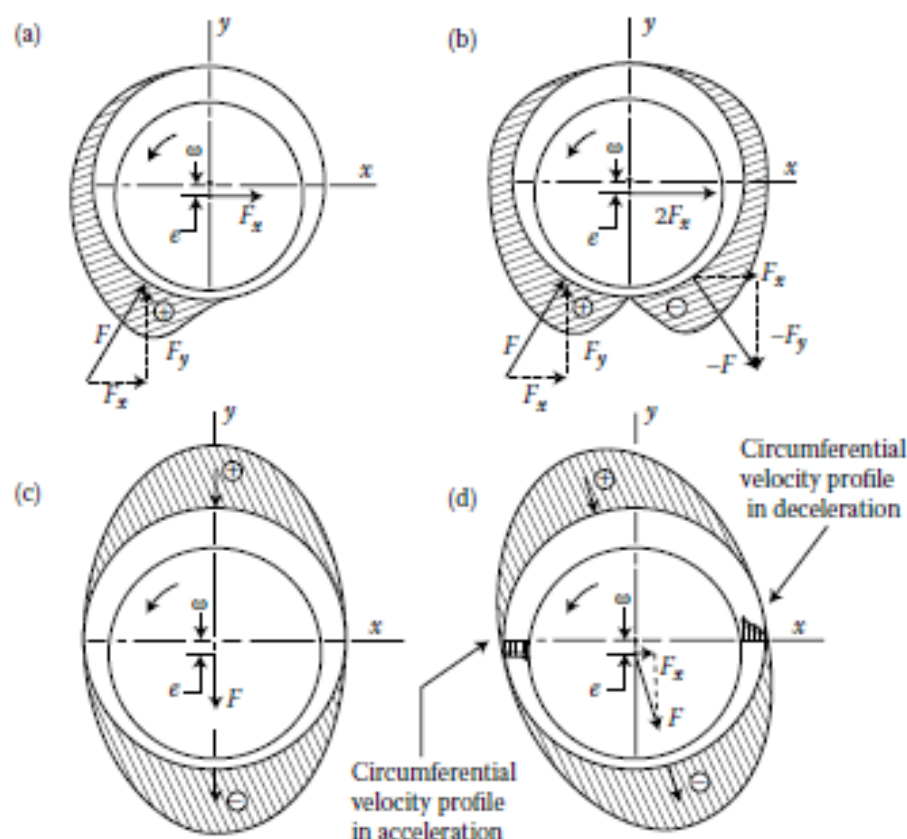 (a)
y
ω
x
e
F_x
+
F
F_y
F_x
(b)
y
ω
x
e
2F_x
+
−
F_x
F
F_y
−F
−F_y
F_x
(c)
y
+
ω
x
e
F
−
(d)
y
Circumferential
velocity profile
in deceleration
+
ω
x
e
F_x
F
−
Circumferential
velocity profile
in acceleration